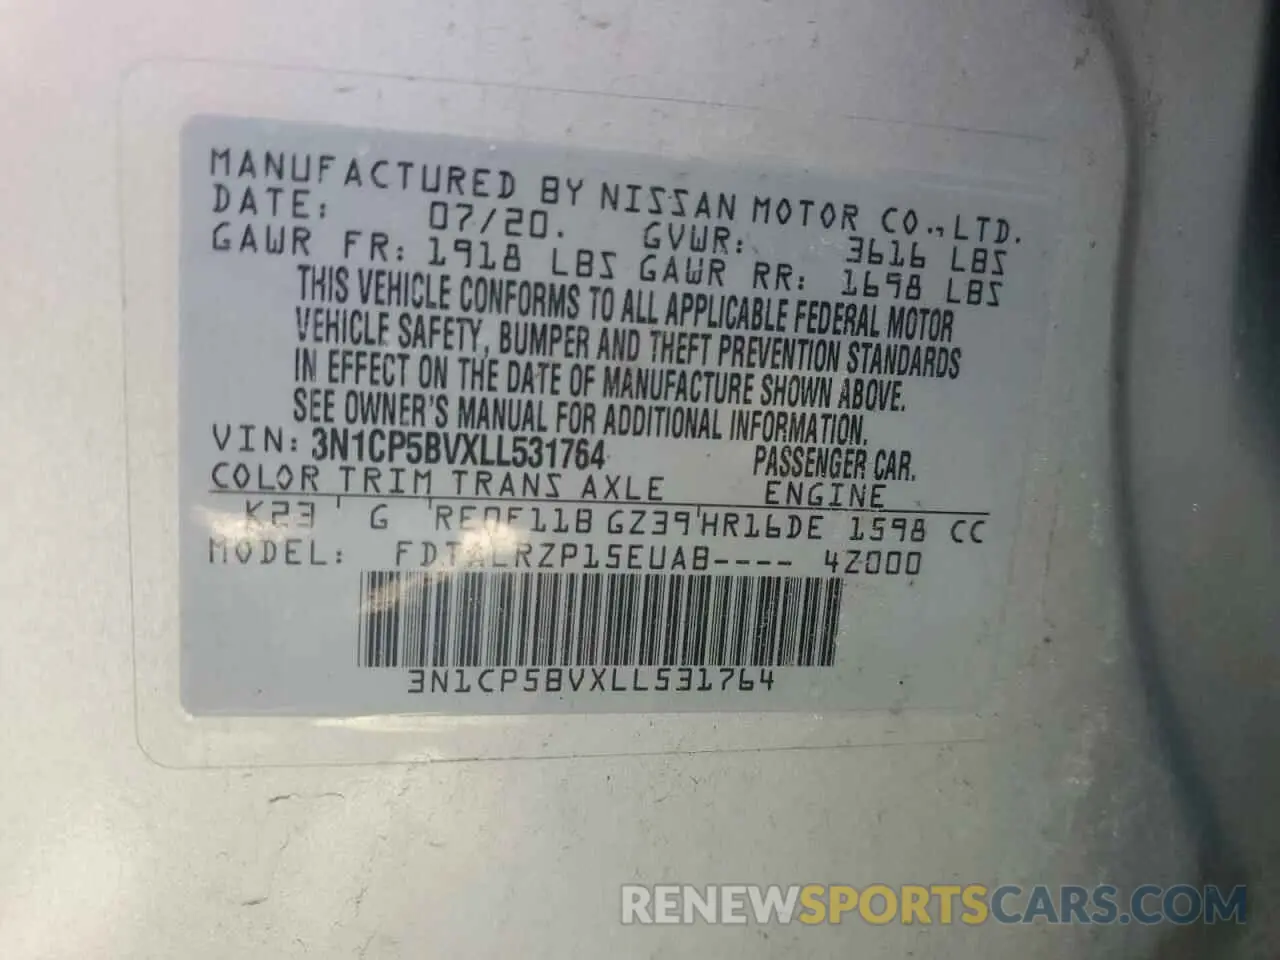 MANUFACTURED BY NISSAN MOTOR CO.,LTD.
DATE: 07/20. GVWR: 3616 LBS
GAWR FR: 1918 LBS GAWR RR: 1698 LBS
THIS VEHICLE CONFORMS TO ALL APPLICABLE FEDERAL MOTOR
VEHICLE SAFETY, BUMPER AND THEFT PREVENTION STANDARDS
IN EFFECT ON THE DATE OF MANUFACTURE SHOWN ABOVE.
SEE OWNER'S MANUAL FOR ADDITIONAL INFORMATION.
VIN: 3N1CP5BVXLL531764 PASSENGER CAR.
COLOR TRIM TRANS AXLE ENGINE
K23 G RE0F11B GZ39 HR16DE 1598 CC
MODEL: FDTALRZP15EUAB---- 4Z000
3N1CP5BVXLL531764
RENEWSPORTSCARS.COM